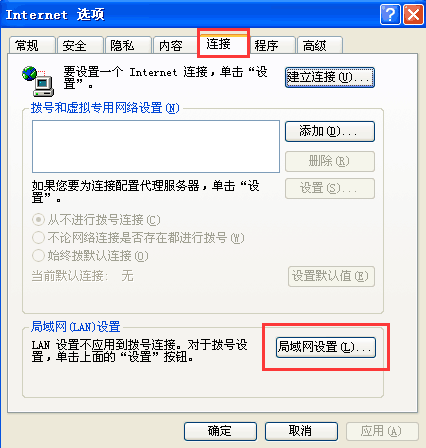 Internet 选项
常规 安全 隐私 内容 连接 程序 高级
要设置一个 Internet 连接，单击“设
置”。
建立连接(U)...
拨号和虚拟专用网络设置(N)
添加(D)...
删除(R)
如果您要为连接配置代理服务器，单击“设
置”。
设置(S)...
从不进行拨号连接(C)
不论网络连接是否存在都进行拨号(W)
始终拨默认连接(O)
当前默认连接: 无
设置默认值(E)
局域网(LAN)设置
LAN 设置不应用到拨号连接。对于拨号设
置，单击上面的“设置”按钮。
局域网设置(L)...
确定 取消 应用(A)